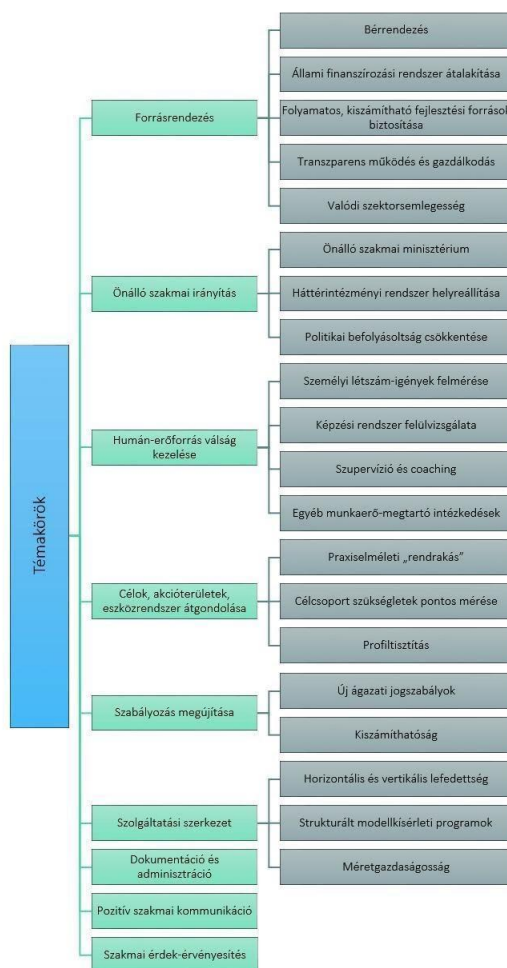 Témakörök
Forrásrendezés
Bérrendezés
Állami finanszírozási rendszer átalakítása
Folyamatos, kiszámítható fejlesztési források
biztosítása
Transzparens működés és gazdálkodás
Valódi szektorsemlegesség
Önálló szakmai irányítás
Önálló szakmai minisztérium
Háttérintézményi rendszer helyreállítása
Politikai befolyásoltság csökkentése
Humán-erőforrás válság
kezelése
Személyi létszám-igények felmérése
Képzési rendszer felülvizsgálata
Szupervízió és coaching
Egyéb munkaerő-megtartó intézkedések
Célok, akcióterületek,
eszközrendszer átgondolása
Praxiselméleti „rendrakás”
Célcsoport szükségletek pontos mérése
Profiltisztítás
Szabályozás megújítása
Új ágazati jogszabályok
Kiszámíthatóság
Szolgáltatási szerkezet
Horizontális és vertikális lefedettség
Strukturált modellkísérleti programok
Méretgazdaságosság
Dokumentáció és
adminisztráció
Pozitív szakmai kommunikáció
Szakmai érdek-érvényesítés